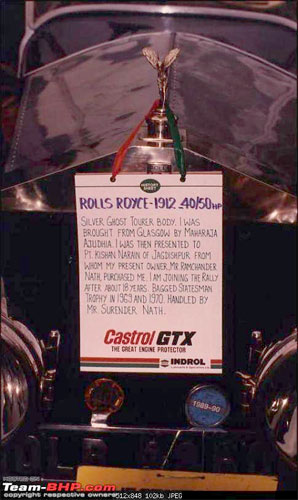 HISTORY SHEET
ROLLS ROYCE-1912 40/50HP
SILVER GHOST TOURER BODY. I WAS
BROUGHT FROM GLASGOW BY MAHARAJA
AJUDHIA. I WAS THEN PRESENTED TO
PT. KISHAN NARAIN OF JAGDISHPUR FROM
WHOM MY PRESENT OWNER, MR. RAMCHANDER
NATH, PURCHASED ME. I AM JOINING THE RALLY
AFTER ABOUT 18 YEARS. BAGGED STATESMAN
TROPHY IN 1969 AND 1970. HANDLED BY
MR. SURENDER NATH.
Castrol GTX
THE GREAT ENGINE PROTECTOR
INDROL
1989-90
Team-BHP.com
copyright respective owners
512x848 102kb JPEG